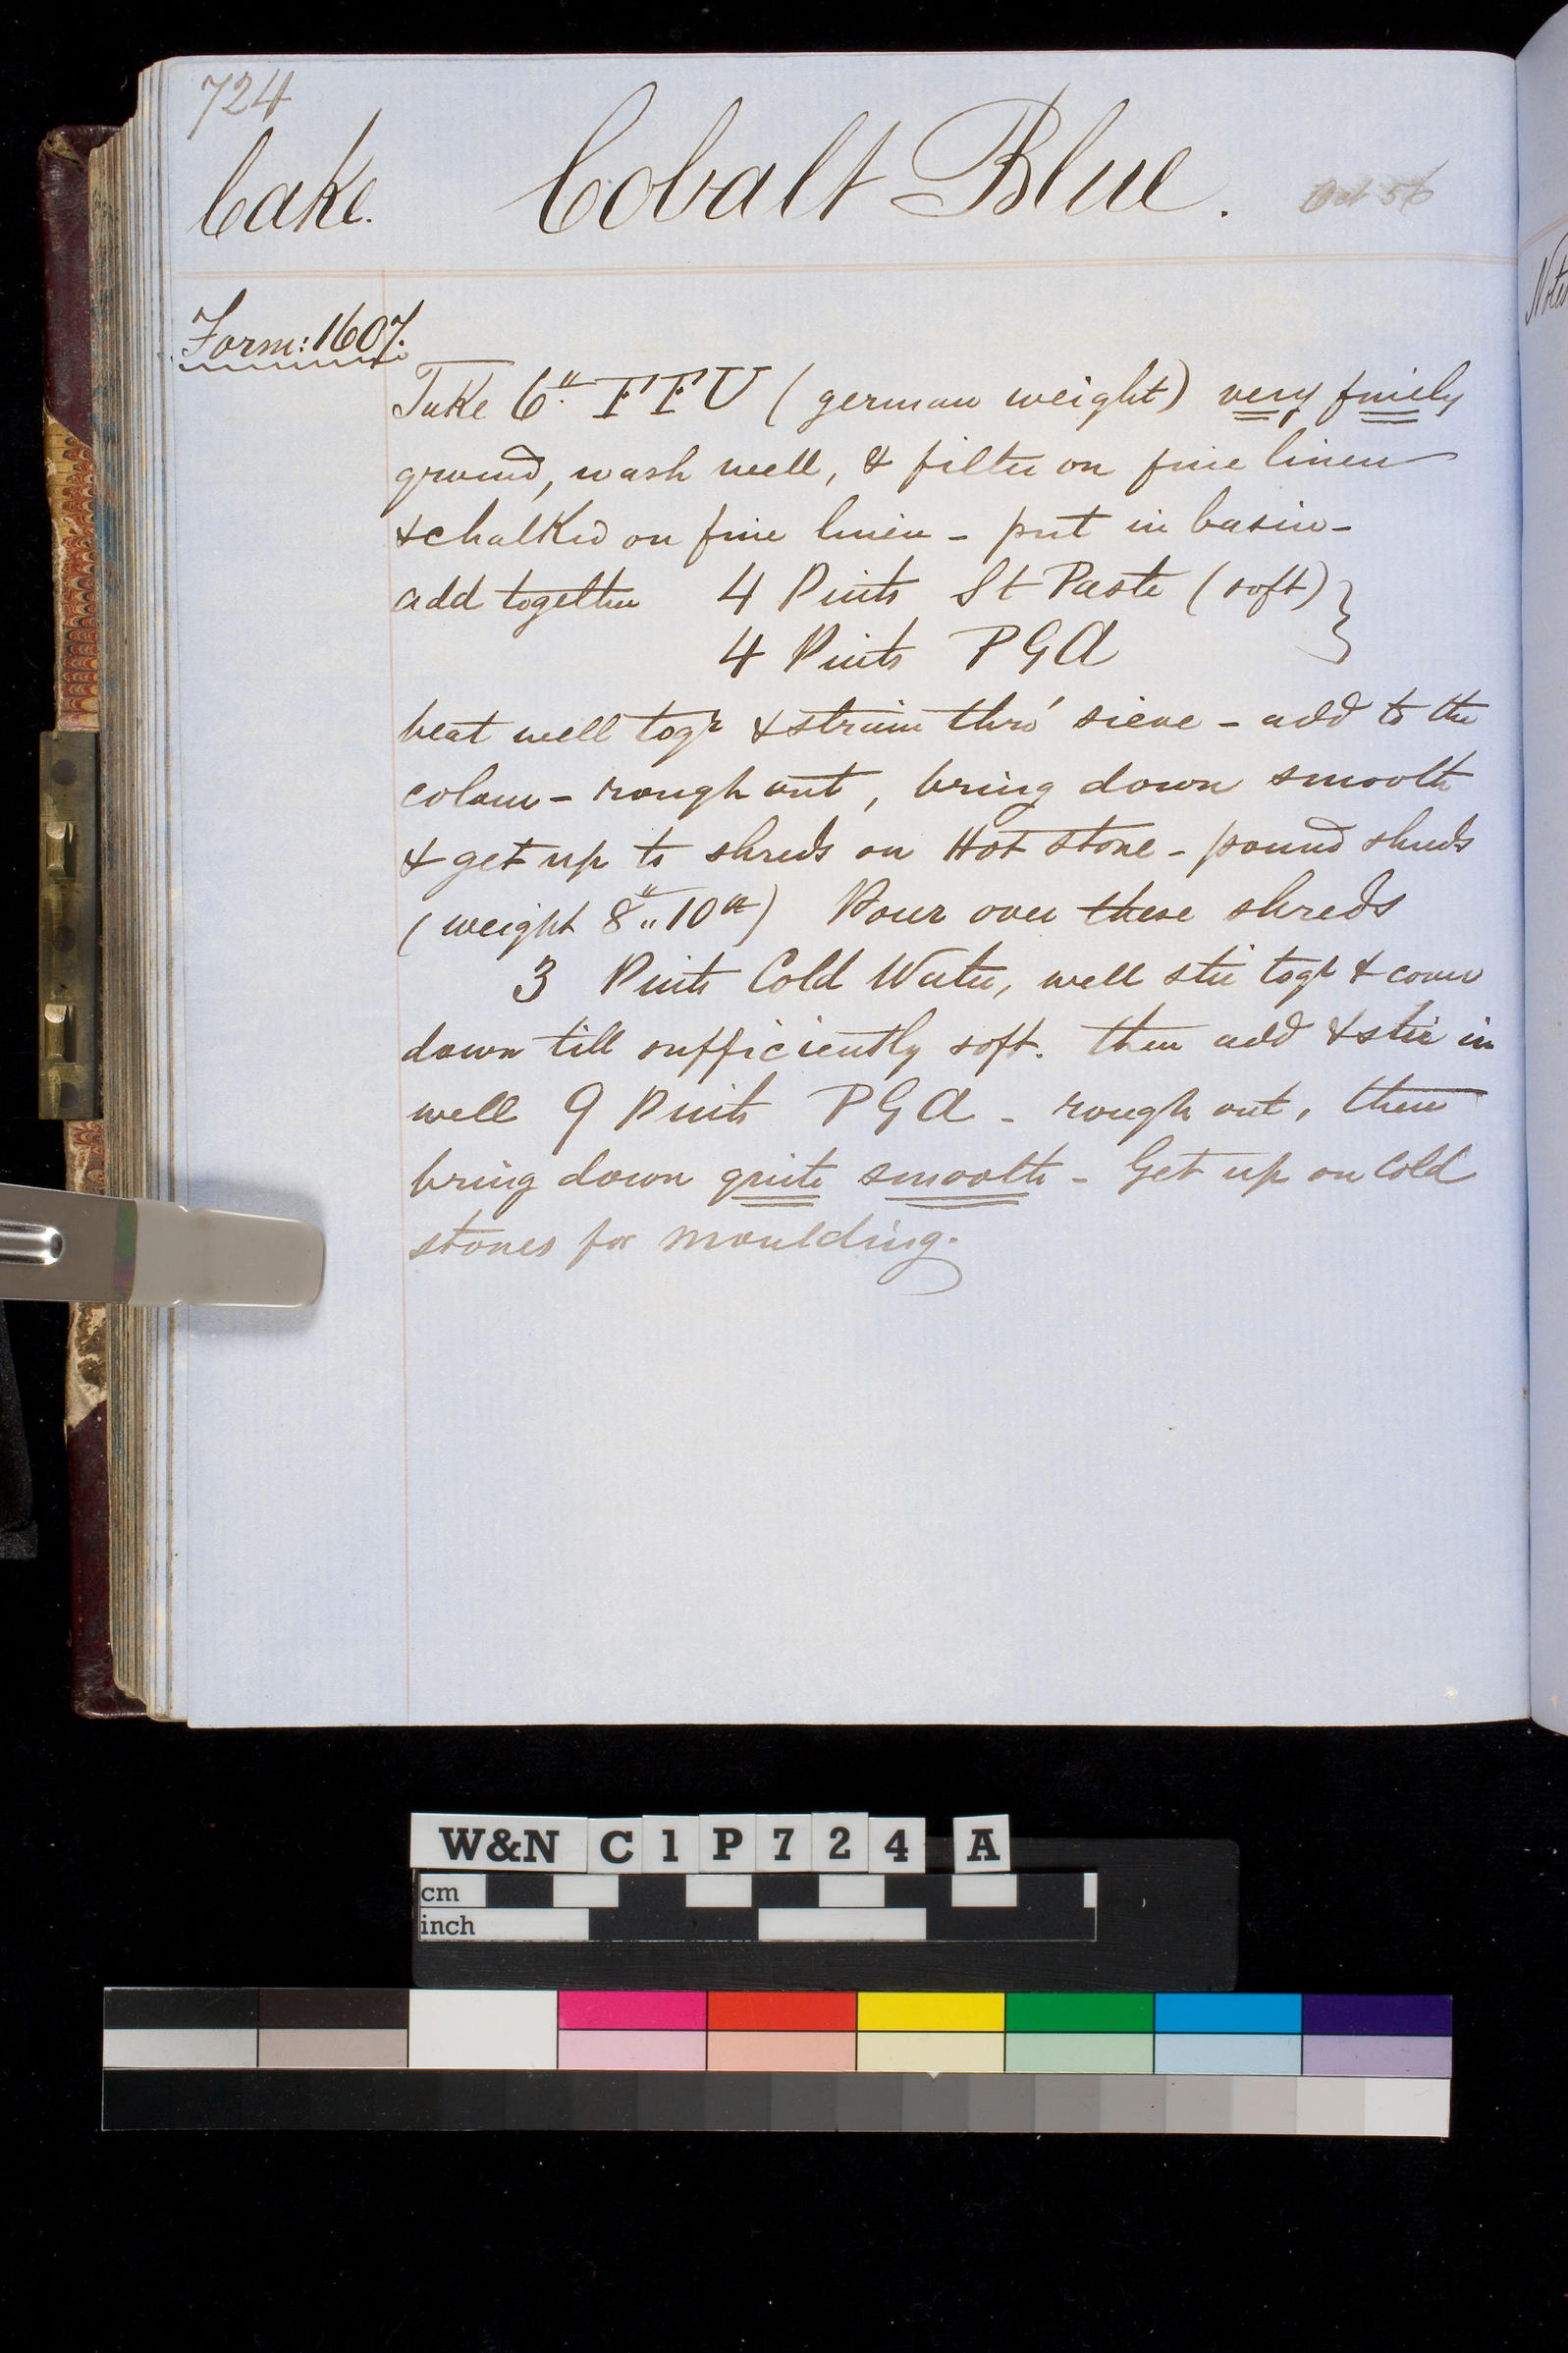 724
Cake. Cobalt Blue. Oct 56
Form: 1607.
Take 6" FFU (german weight) very finely
ground, wash well, & filter on fine linen
& chalked on fine linen - put in basin -
add together 4 Pints St Paste (soft) }
4 Pints PGA
beat well togr & strain thro' sieve - add to the
colour - rough out, bring down smooth
& get up to shreds on Hot stone - pound shreds
(weight 8" " 10 oz) Pour over these shreds
3 Pints Cold Water, well stir togr & cover
down till sufficiently soft. then add & stir in
well 9 Pints PGA - rough out, then
bring down quite smooth - Get up on Cold
stones for moulding.
W&N C1P724 A
cm
inch